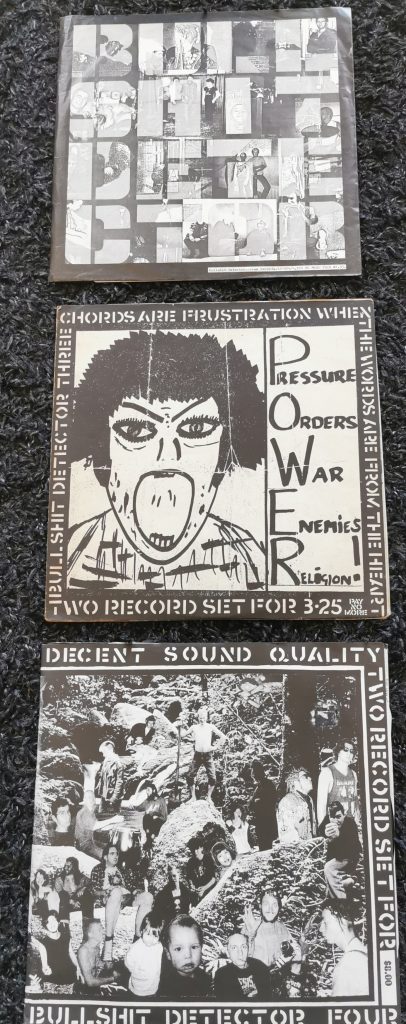 BULLSHIT DETECTOR THREE
CHORDS ARE FRUSTRATION WHEN
THE WORDS ARE FROM THE HEART
PRESSURE
ORDERS
WAR
ENEMIES
RELIGION!
TWO RECORD SET FOR 3·25
PAY NO MORE
DECENT SOUND QUALITY
TWO RECORD SET FOR
$8.00
BULLSHIT DETECTOR FOUR